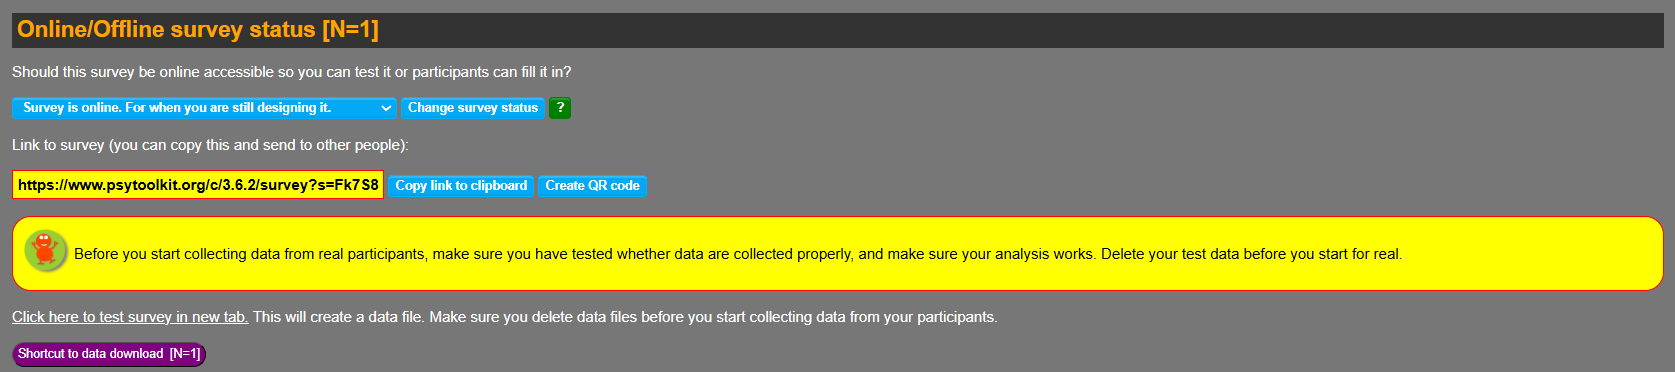 Online/Offline survey status [N=1]
Should this survey be online accessible so you can test it or participants can fill it in?
Survey is online. For when you are still designing it. Change survey status ?
Link to survey (you can copy this and send to other people):
https://www.psytoolkit.org/c/3.6.2/survey?s=Fk7S8 Copy link to clipboard Create QR code
Before you start collecting data from real participants, make sure you have tested whether data are collected properly, and make sure your analysis works. Delete your test data before you start for real.
Click here to test survey in new tab. This will create a data file. Make sure you delete data files before you start collecting data from your participants.
Shortcut to data download [N=1]